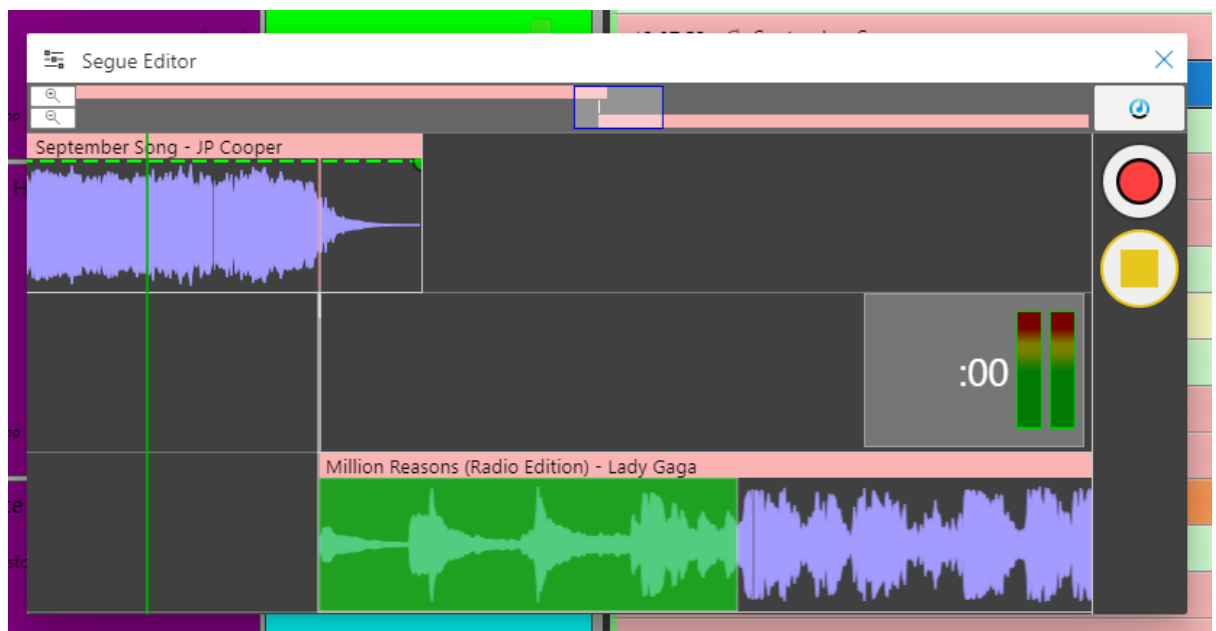 Segue Editor
September Song - JP Cooper
:00
Million Reasons (Radio Edition) - Lady Gaga